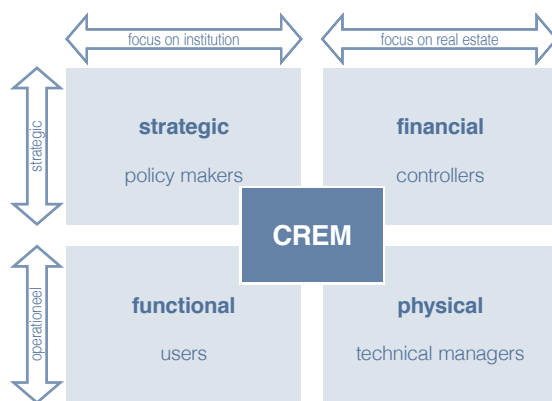 focus on institution
focus on real estate
strategic
strategic
financial
policy makers
controllers
CREM
operationeel
functional
physical
users
technical managers